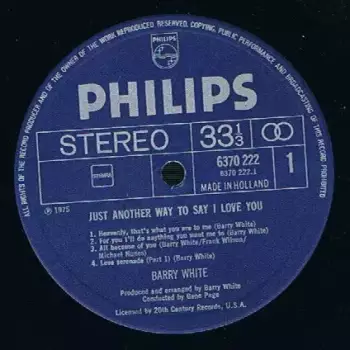 ALL RIGHTS OF THE RECORD PRODUCER AND OF THE OWNER OF THE WORK REPRODUCED RESERVED. COPYING, PUBLIC PERFORMANCE AND BROADCASTING OF THIS RECORD PROHIBITED
PHILIPS
PHILIPS
STEREO 33 1/3
6370 222
6370 222.1
STEMRA
MADE IN HOLLAND
1
℗ 1975
JUST ANOTHER WAY TO SAY I LOVE YOU
1. Heavenly, that's what you are to me (Barry White)
2. For you I'll do anything you want me to (Barry White)
3. All because of you (Barry White/Frank Wilson/
Michael Nunes)
4. Love serenade (Part 1) (Barry White)
BARRY WHITE
Produced and arranged by Barry White
Conducted by Gene Page
Licensed by 20th Century Records, U.S.A.